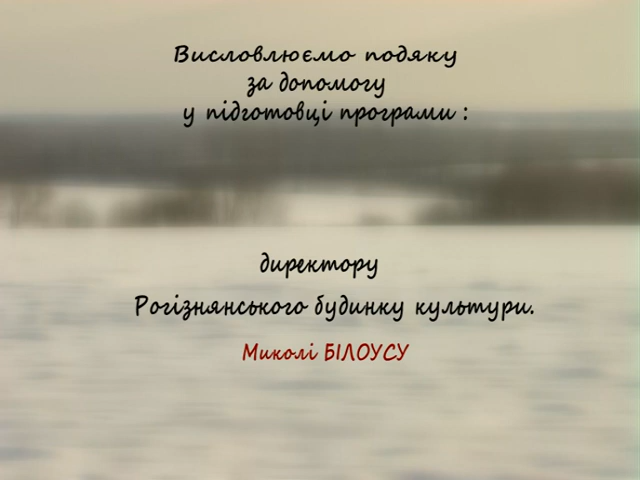 Висловлюємо подяку
за допомогу
у підготовці програми :
директору
Рогізнянського будинку культури.
Миколі БІЛОУСУ